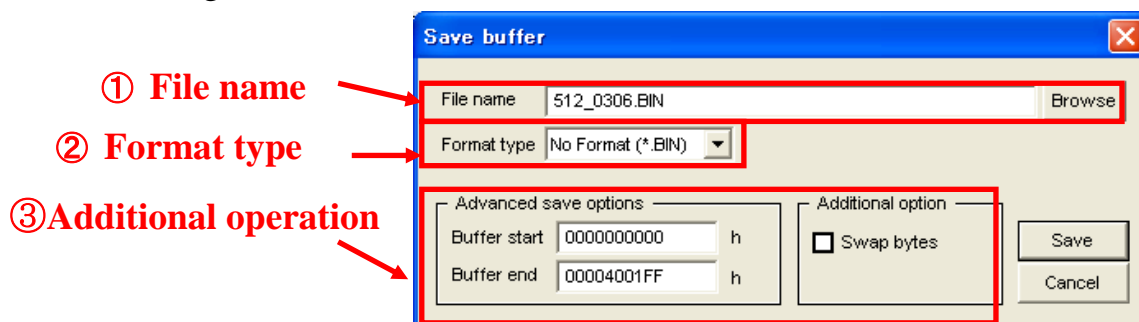 Save buffer
① File name
File name 512_0306.BIN Browse
② Format type
Format type No Format (*.BIN)
③Additional operation
Advanced save options Additional option
Buffer start 0000000000 h Swap bytes Save
Buffer end 00004001FF h Cancel